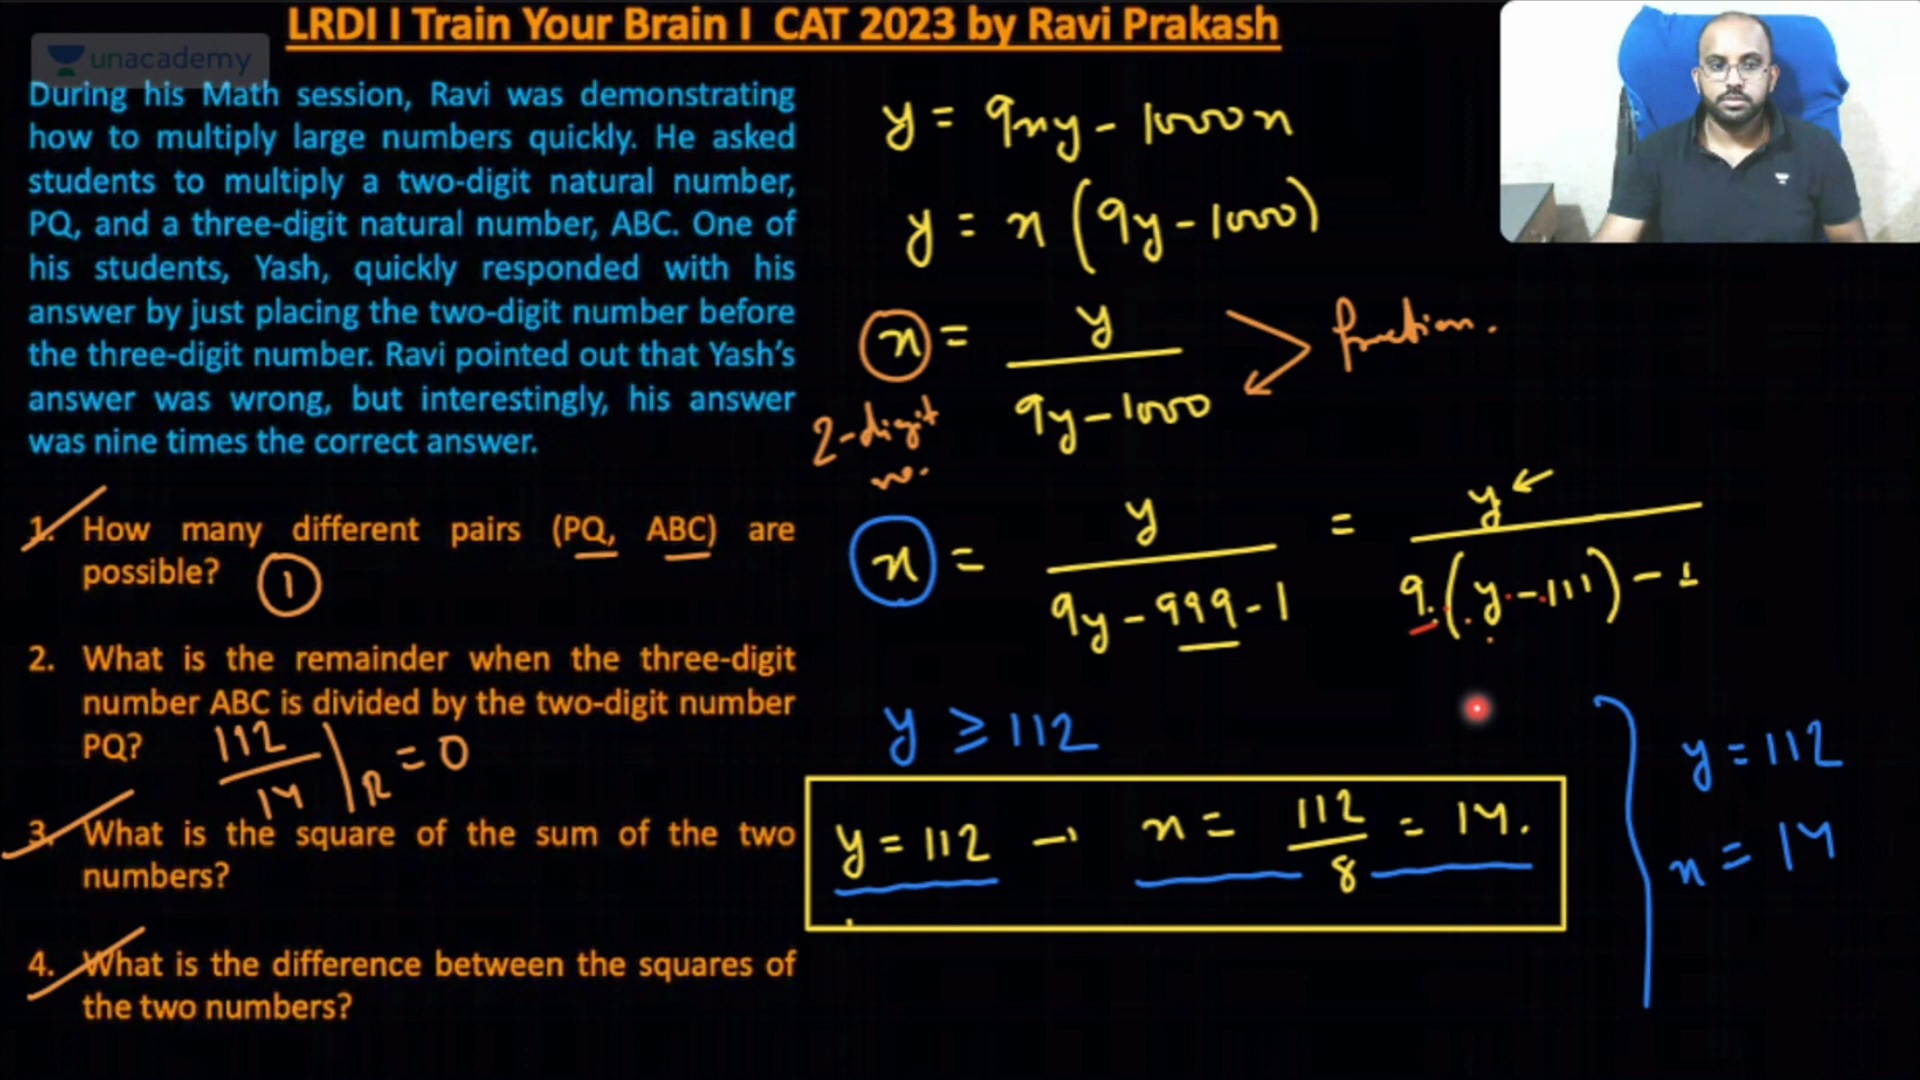 LRDI I Train Your Brain I CAT 2023 by Ravi Prakash
unacademy
During his Math session, Ravi was demonstrating
how to multiply large numbers quickly. He asked
students to multiply a two-digit natural number,
PQ, and a three-digit natural number, ABC. One of
his students, Yash, quickly responded with his
answer by just placing the two-digit number before
the three-digit number. Ravi pointed out that Yash's
answer was wrong, but interestingly, his answer
was nine times the correct answer.
1. How many different pairs (PQ, ABC) are
possible? 1
2. What is the remainder when the three-digit
number ABC is divided by the two-digit number
PQ? 112/14 R = 0
3. What is the square of the sum of the two
numbers?
4. What is the difference between the squares of
the two numbers?
y = 9xy - 1000x
y = x (9y - 1000)
x = y / (9y - 1000)
fraction.
2-digit
no.
x = y / (9y - 999 - 1) = y / 9.(y - 111) - 1
y ≥ 112
y = 112 → x = 112/8 = 14.
y = 112
x = 14